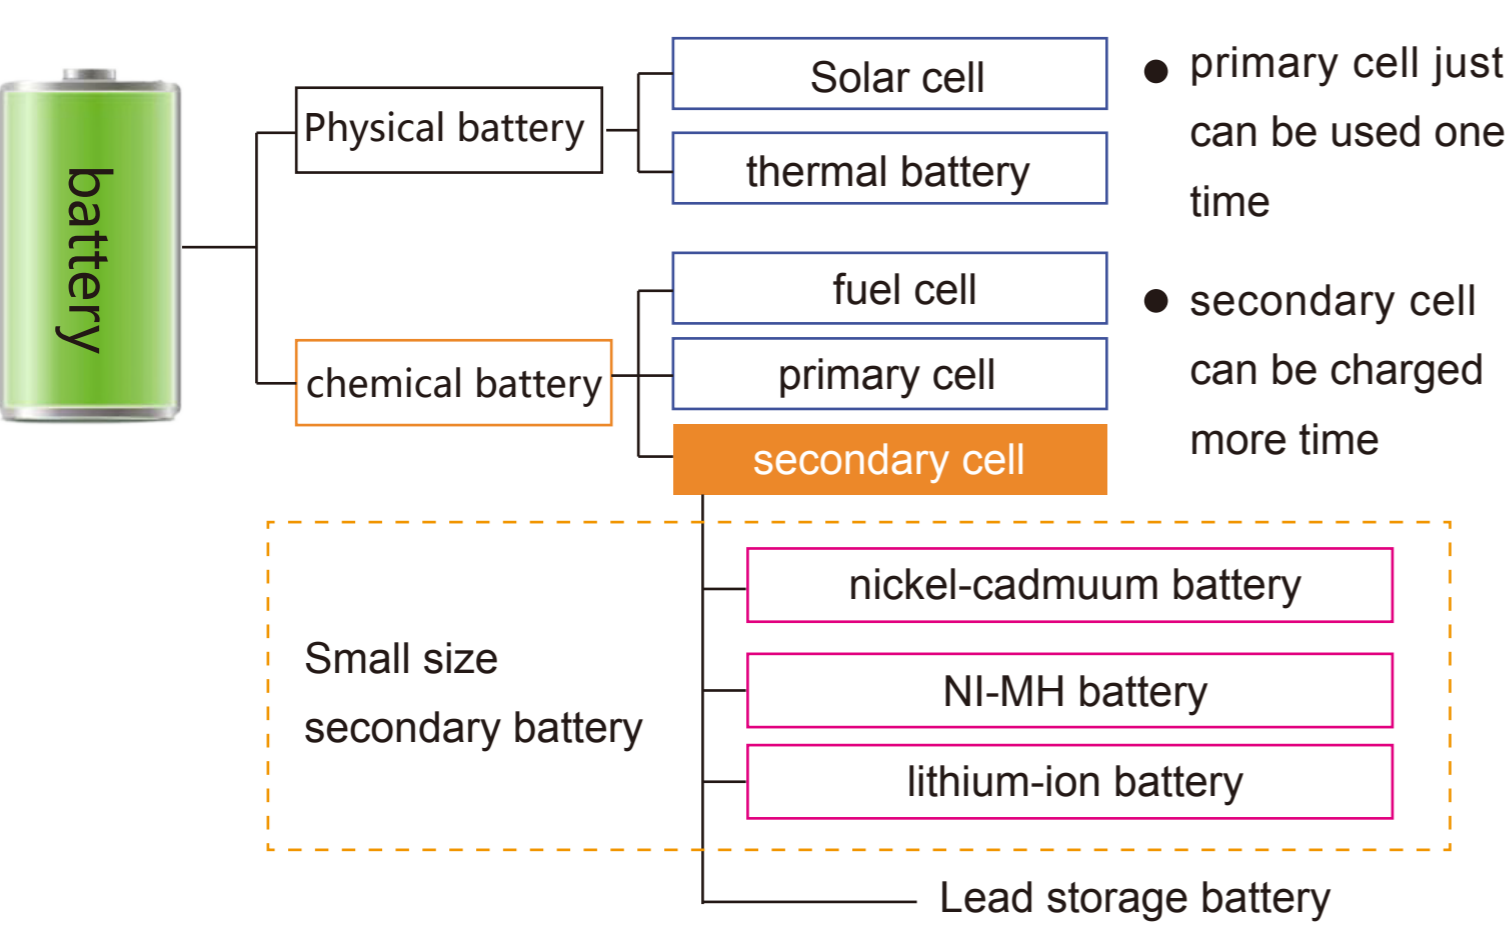 battery
Physical battery
Solar cell
thermal battery
chemical battery
fuel cell
primary cell
secondary cell
● primary cell just
can be used one
time
● secondary cell
can be charged
more time
Small size
secondary battery
nickel-cadmuum battery
NI-MH battery
lithium-ion battery
Lead storage battery